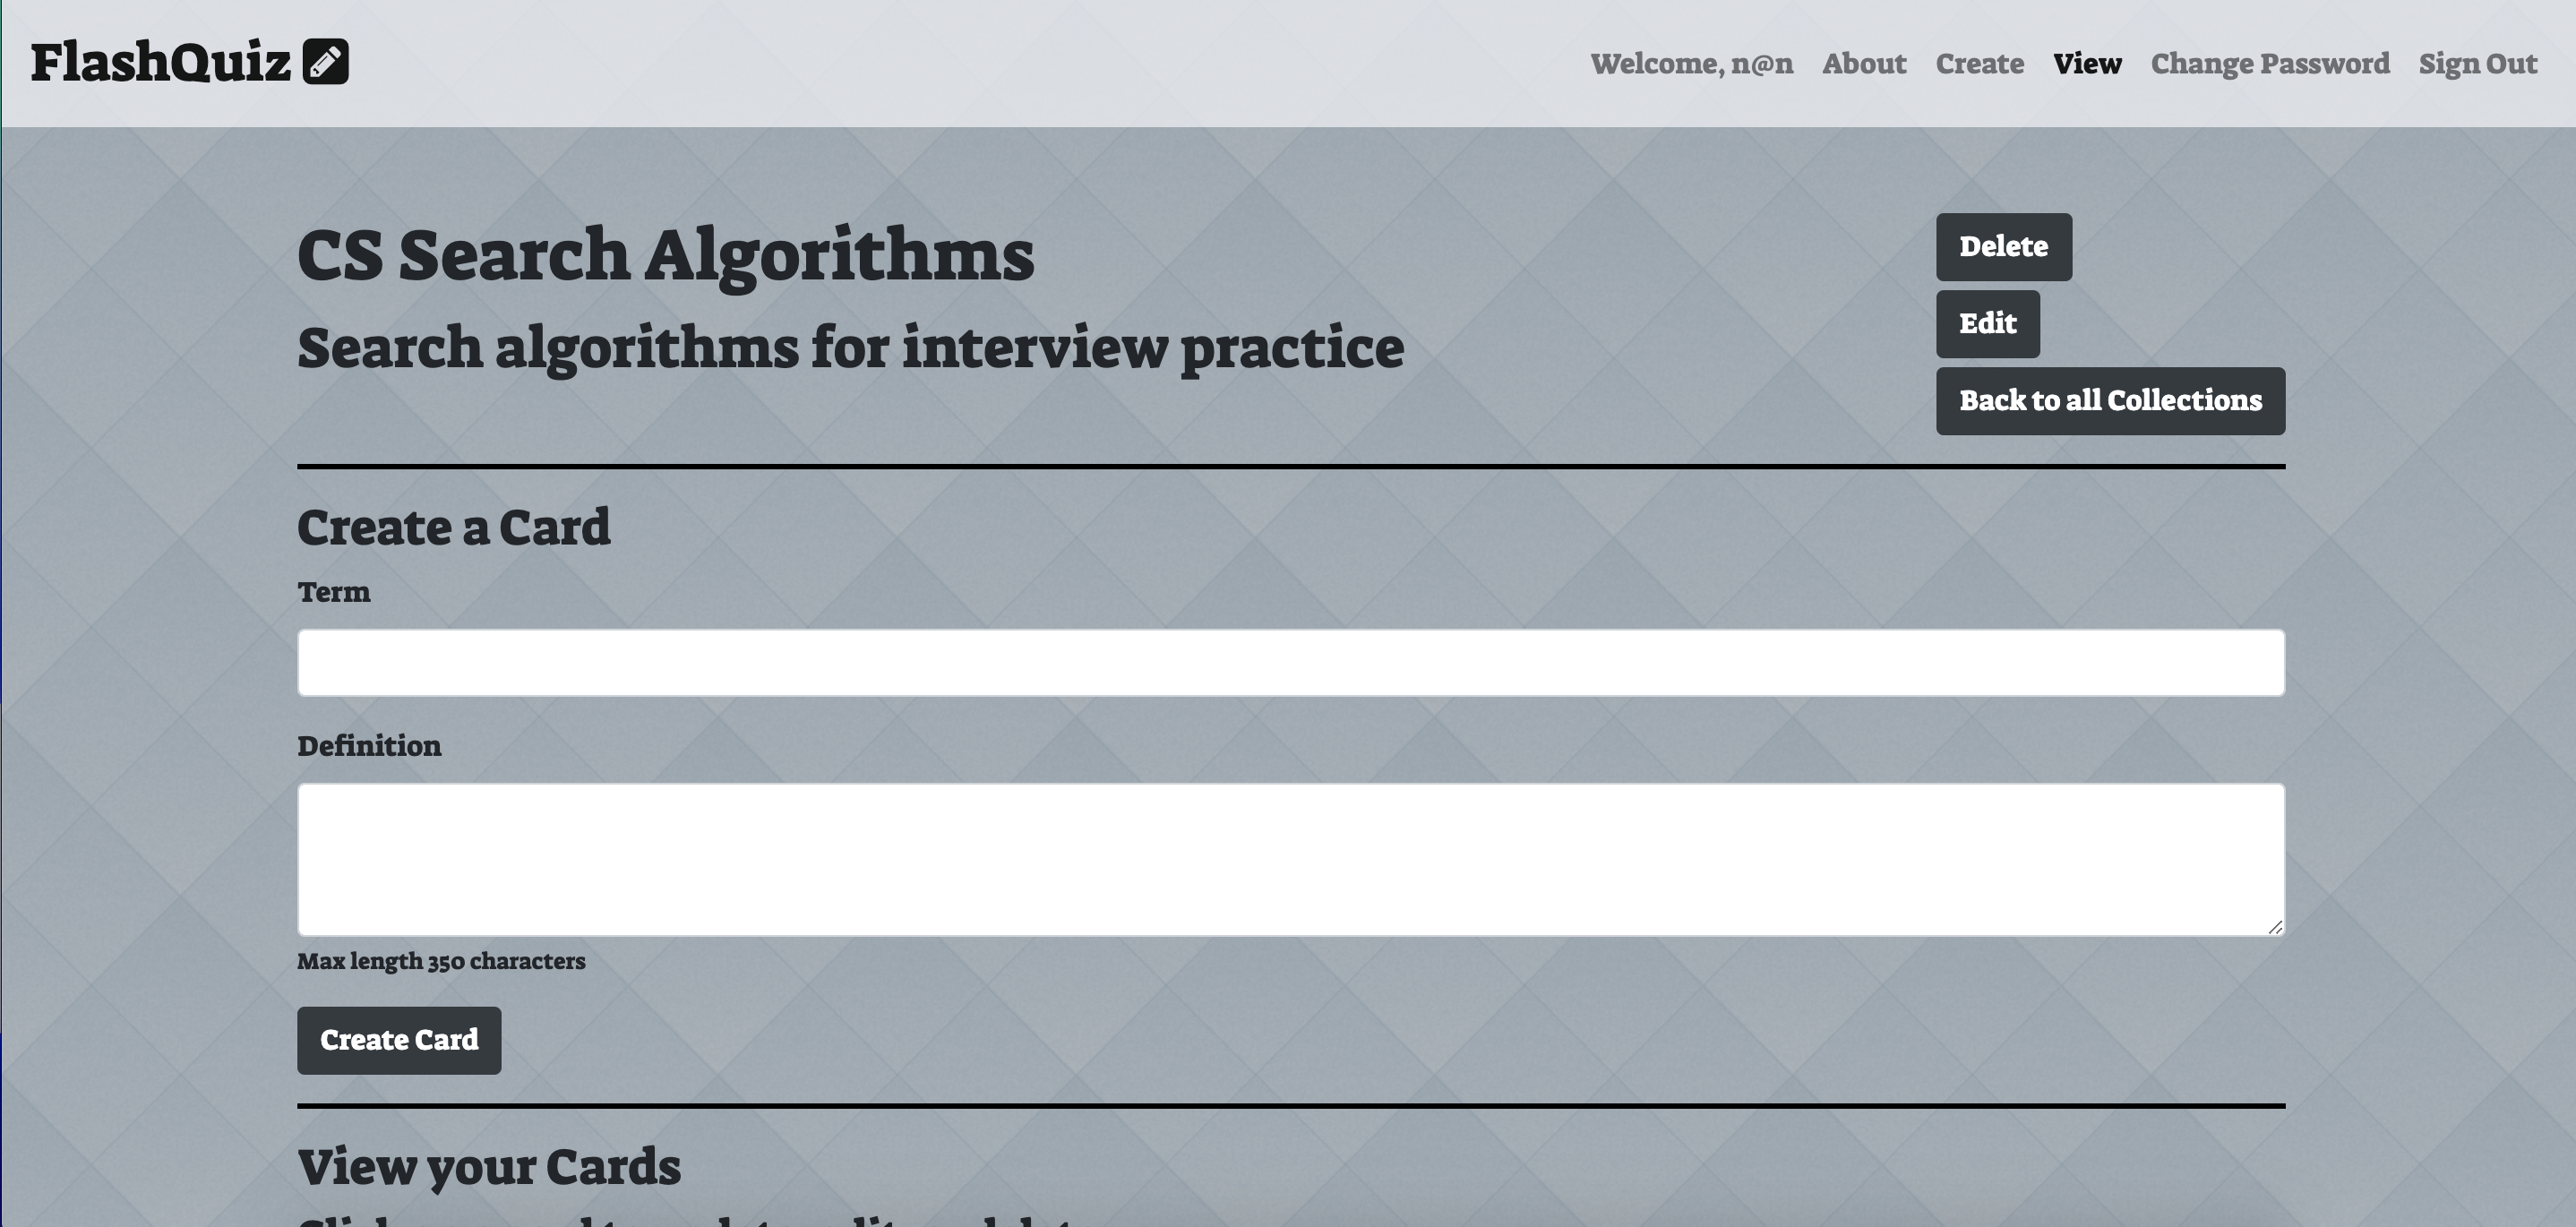 FlashQuiz
Welcome, n@n About Create View Change Password Sign Out
CS Search Algorithms
Search algorithms for interview practice
Delete
Edit
Back to all Collections
Create a Card
Term
Definition
Max length 350 characters
Create Card
View your Cards